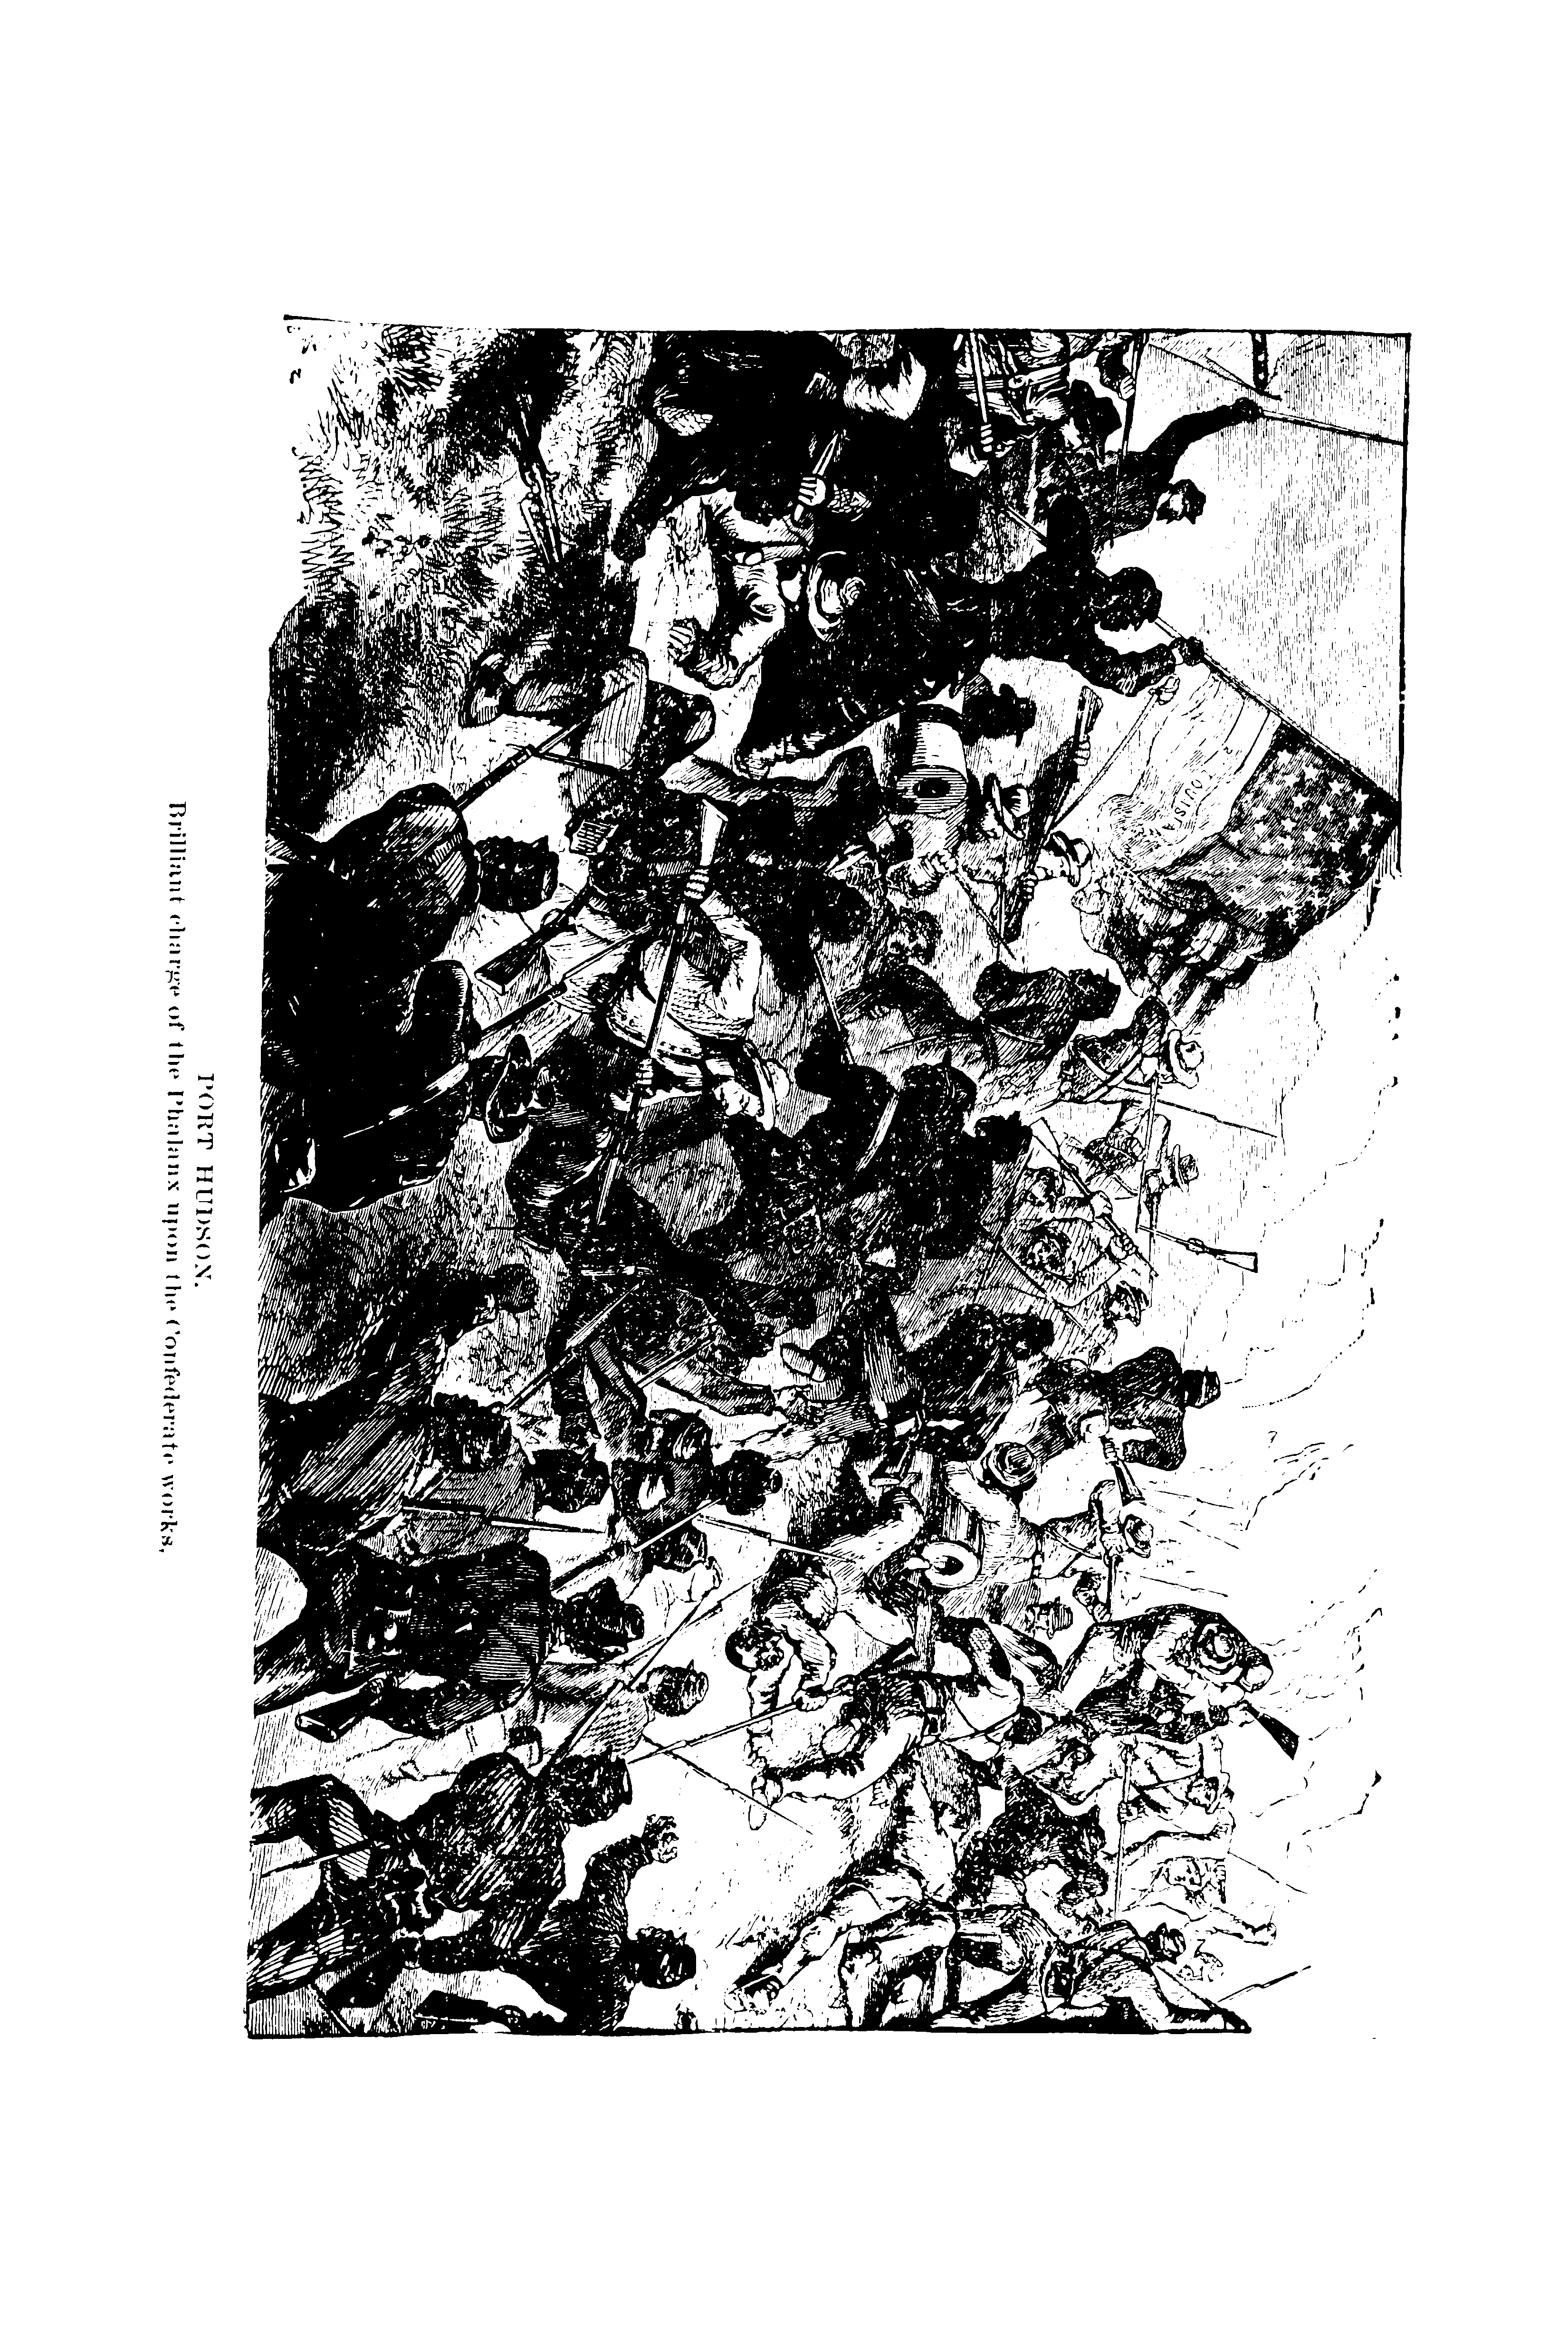 PORT HUDSON.
Brilliant charge of the Phalanx upon the Confederate works.